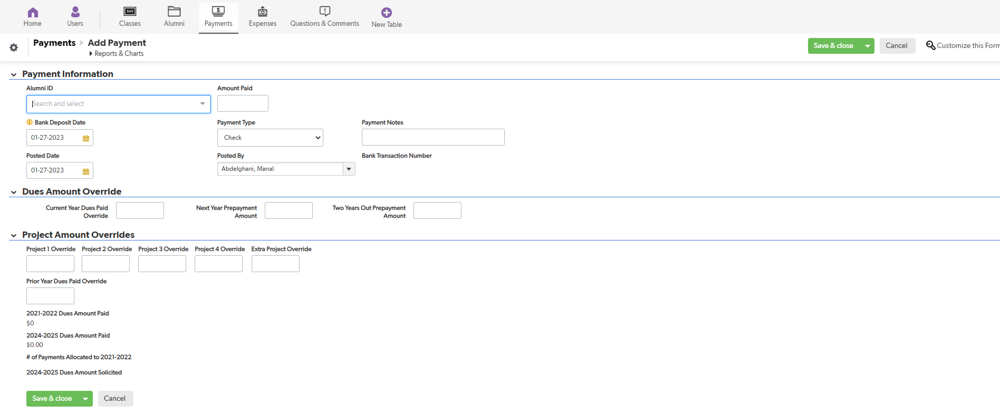 Home
Users
Classes
Alumni
Payments
Expenses
Questions & Comments
New Table
Payments > Add Payment
Reports & Charts
Save & close
Cancel
Customize this Form
Payment Information
Alumni ID
Amount Paid
Search and select
Bank Deposit Date
Payment Type
Payment Notes
01-27-2023
Check
Posted Date
Posted By
Bank Transaction Number
01-27-2023
Abdelghani, Manal
Dues Amount Override
Current Year Dues Paid
Override
Next Year Prepayment
Amount
Two Years Out Prepayment
Amount
Project Amount Overrides
Project 1 Override
Project 2 Override
Project 3 Override
Project 4 Override
Extra Project Override
Prior Year Dues Paid Override
2021-2022 Dues Amount Paid
$0
2024-2025 Dues Amount Paid
$0.00
# of Payments Allocated to 2021-2022
2024-2025 Dues Amount Solicited
Save & close
Cancel